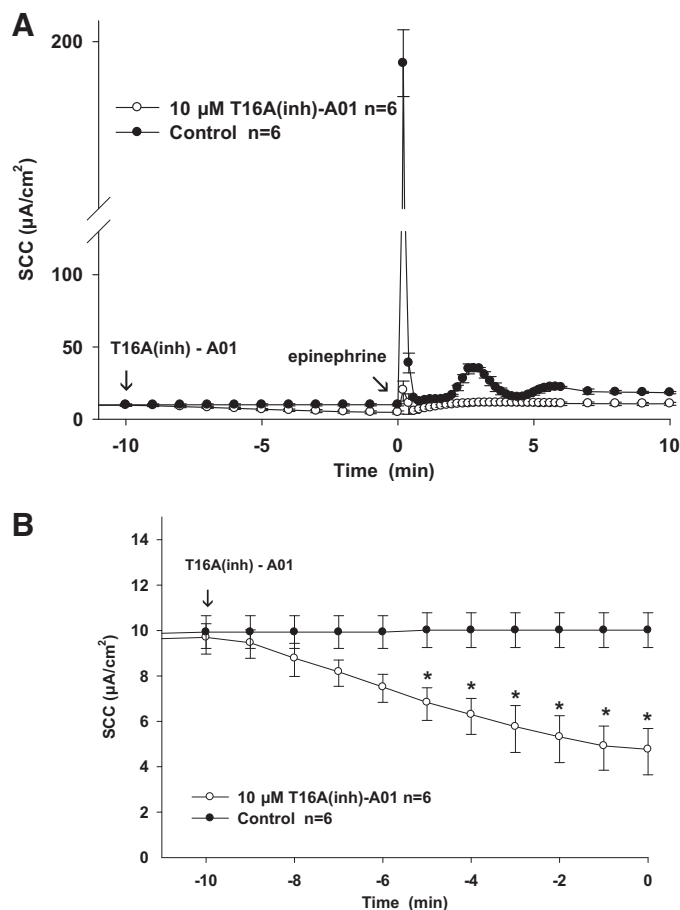 A
200
10 μM T16A(inh)-A01 n=6
Control n=6
SCC (μA/cm²)
100
T16A(inh) - A01
epinephrine
50
0
-10 -5 0 5 10
Time (min)
B
14
T16A(inh) - A01
12
10
SCC (μA/cm²)
8
* * * * * *
6
4
10 μM T16A(inh)-A01 n=6
2
Control n=6
0
-10 -8 -6 -4 -2 0
Time (min)